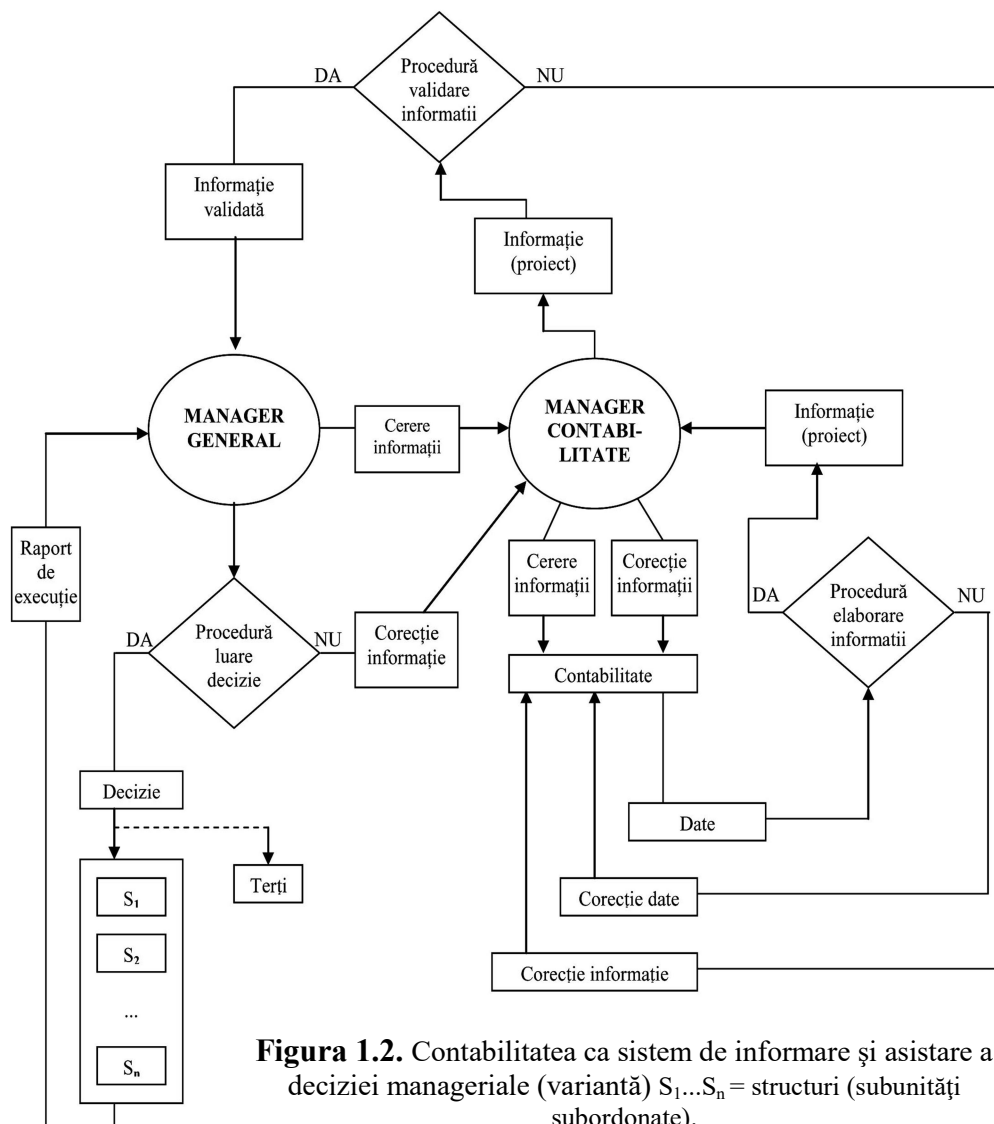 Procedură
validare
informatii
DA
NU
Informație
validată
Informație
(proiect)
MANAGER
GENERAL
Cerere
informații
MANAGER
CONTABI-
LITATE
Informație
(proiect)
Raport
de
execuție
Cerere
informații
Corecție
informații
DA
Procedură
elaborare
informatii
NU
DA
Procedură
luare
decizie
NU
Corecție
informație
Contabilitate
Decizie
Date
Terți
S₁
Corecție date
S₂
Corecție informație
...
Sₙ
Figura 1.2. Contabilitatea ca sistem de informare şi asistare a
deciziei manageriale (variantă) S₁...Sₙ = structuri (subunităţi
subordonate).